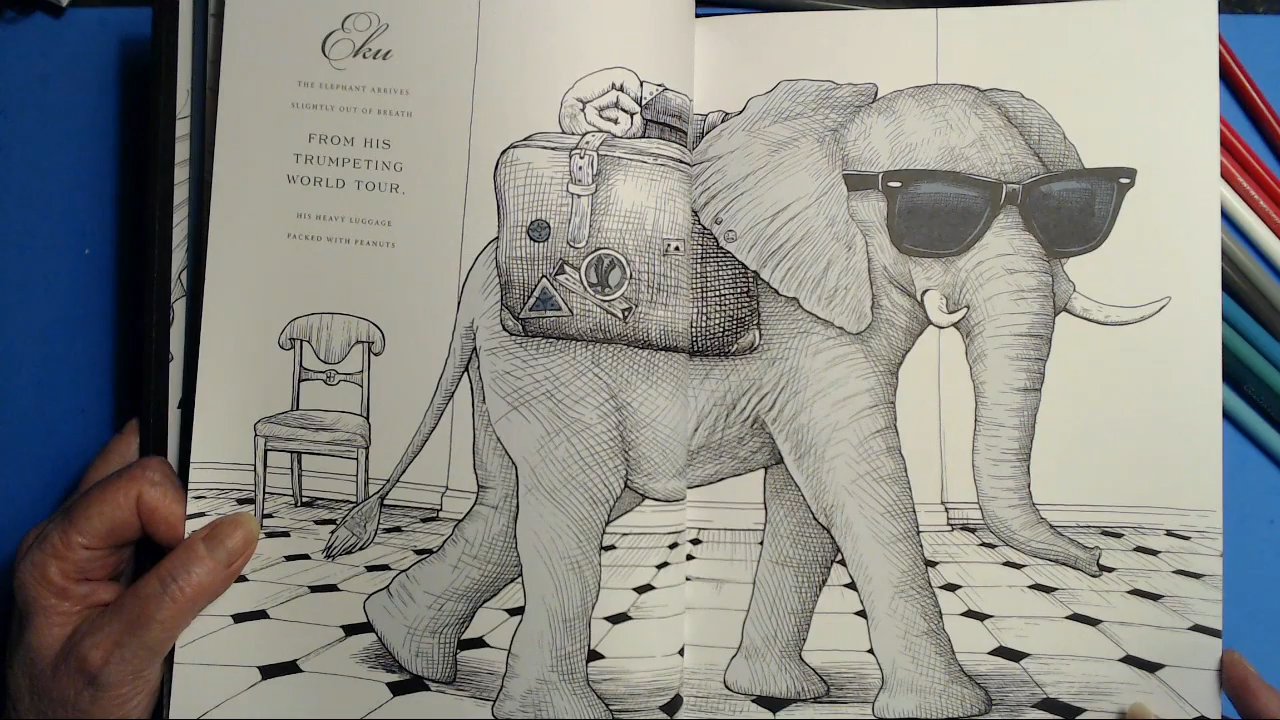 Eku
THE ELEPHANT ARRIVES
SLIGHTLY OUT OF BREATH
FROM HIS
TRUMPETING
WORLD TOUR,
HIS HEAVY LUGGAGE
PACKED WITH PEANUTS